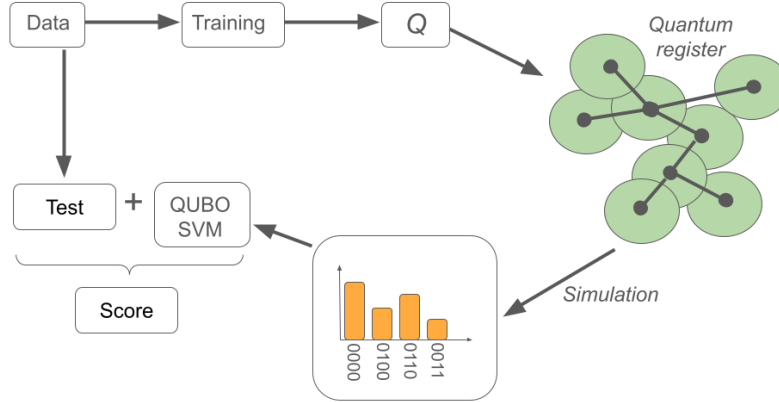 Data
Training
Q
Quantum
register
Test
+
QUBO
SVM
Score
Simulation
0000
0100
0110
0011